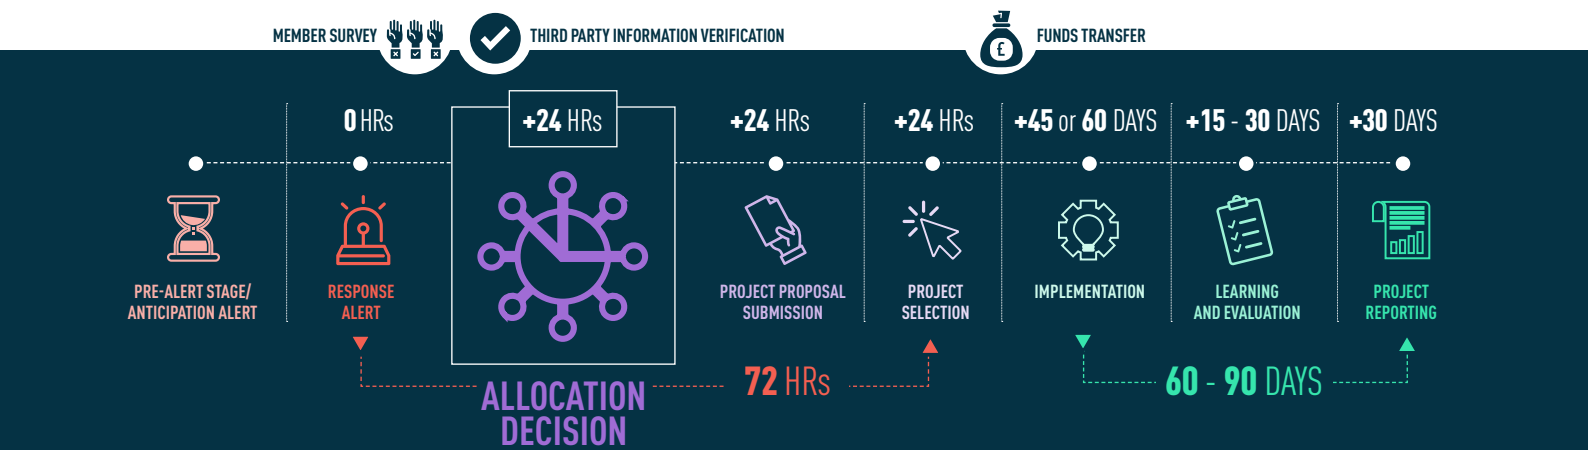 MEMBER SURVEY
THIRD PARTY INFORMATION VERIFICATION
£
FUNDS TRANSFER
0 HRs
+24 HRs
+24 HRs
+24 HRs
+45 or 60 DAYS
+15 - 30 DAYS
+30 DAYS
PRE-ALERT STAGE/
ANTICIPATION ALERT
RESPONSE
ALERT
PROJECT PROPOSAL
SUBMISSION
PROJECT
SELECTION
IMPLEMENTATION
LEARNING
AND EVALUATION
PROJECT
REPORTING
ALLOCATION
DECISION
72 HRs
60 - 90 DAYS